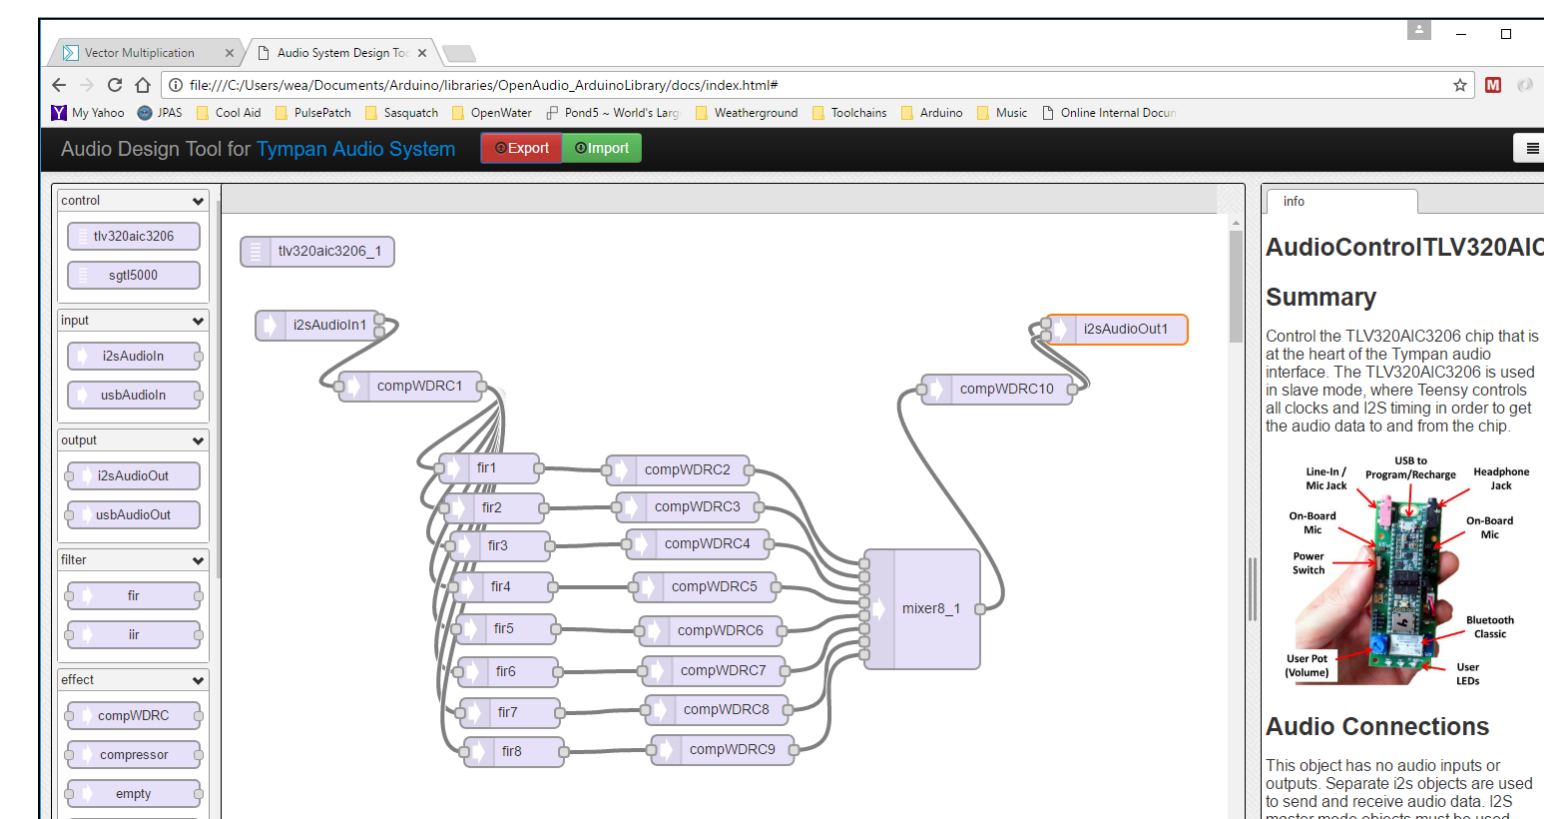 Vector Multiplication
Audio System Design Toc
file:///C:/Users/wea/Documents/Arduino/libraries/OpenAudio_ArduinoLibrary/docs/index.html#
My Yahoo JPAS Cool Aid PulsePatch Sasquatch OpenWater Pond5 ~ World's Larg Weatherground Toolchains Arduino Music Online Internal Docun
Audio Design Tool for Tympan Audio System Export Import
control
tlv320aic3206
sgtl5000
input
i2sAudioIn
usbAudioIn
output
i2sAudioOut
usbAudioOut
filter
fir
iir
effect
compWDRC
compressor
empty
tlv320aic3206_1
i2sAudioIn1
compWDRC1
fir1
fir2
fir3
fir4
fir5
fir6
fir7
fir8
compWDRC2
compWDRC3
compWDRC4
compWDRC5
compWDRC6
compWDRC7
compWDRC8
compWDRC9
mixer8_1
compWDRC10
i2sAudioOut1
info
AudioControlTLV320AIC
Summary
Control the TLV320AIC3206 chip that is
at the heart of the Tympan audio
interface. The TLV320AIC3206 is used
in slave mode, where Teensy controls
all clocks and I2S timing in order to get
the audio data to and from the chip.
Line-In /
Mic Jack
USB to
Program/Recharge
Headphone
Jack
On-Board
Mic
On-Board
Mic
Power
Switch
Bluetooth
Classic
User Pot
(Volume)
User
LEDs
Audio Connections
This object has no audio inputs or
outputs. Separate i2s objects are used
to send and receive audio data. I2S
master mode objects must be used